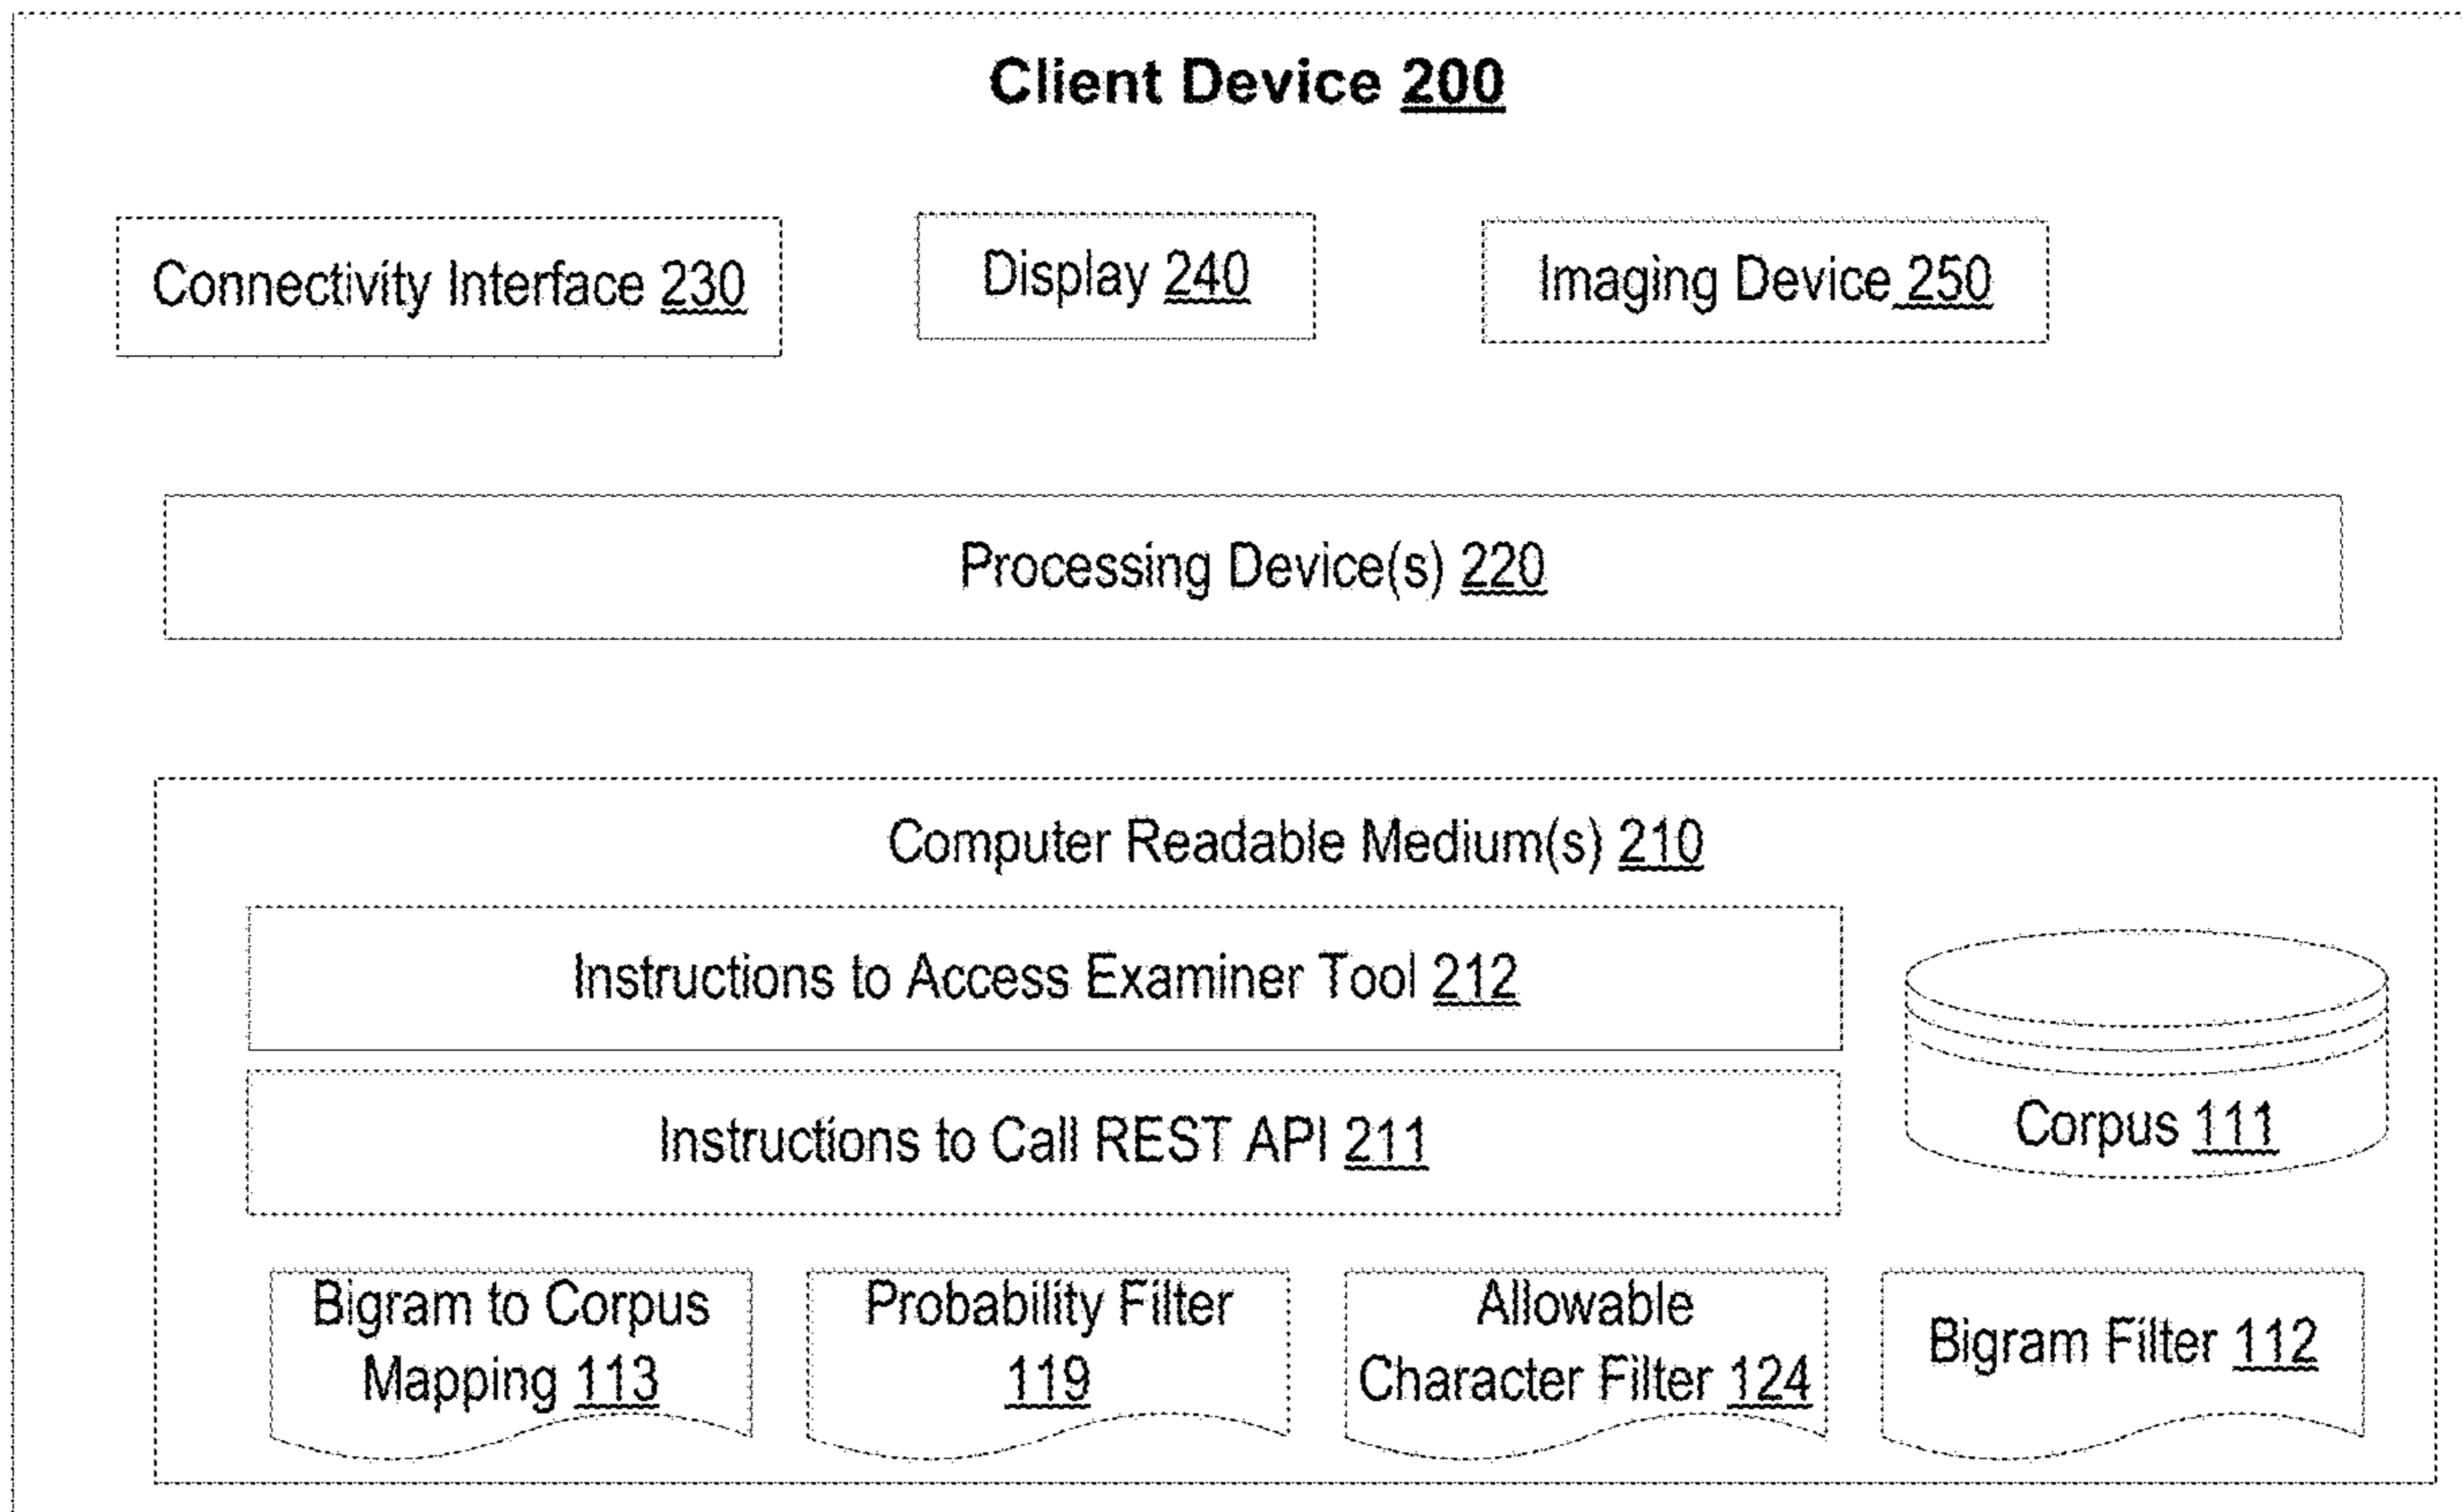 Client Device 200
Connectivity Interface 230
Display 240
Imaging Device 250
Processing Device(s) 220
Computer Readable Medium(s) 210
Instructions to Access Examiner Tool 212
Instructions to Call REST API 211
Corpus 111
Bigram to Corpus
Mapping 113
Probability Filter
119
Allowable
Character Filter 124
Bigram Filter 112